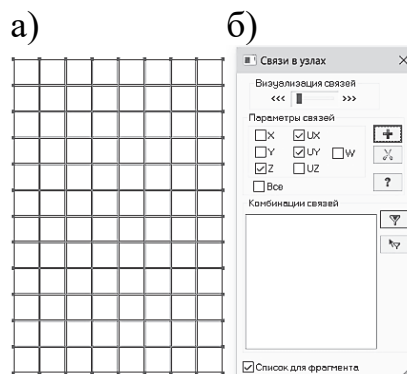 а) б)
Связи в узлах
Визуализация связей
<<< >>>
Параметры связей
X UX
Y UY W
Z UZ
Все
?
Комбинации связей
Список для фрагмента